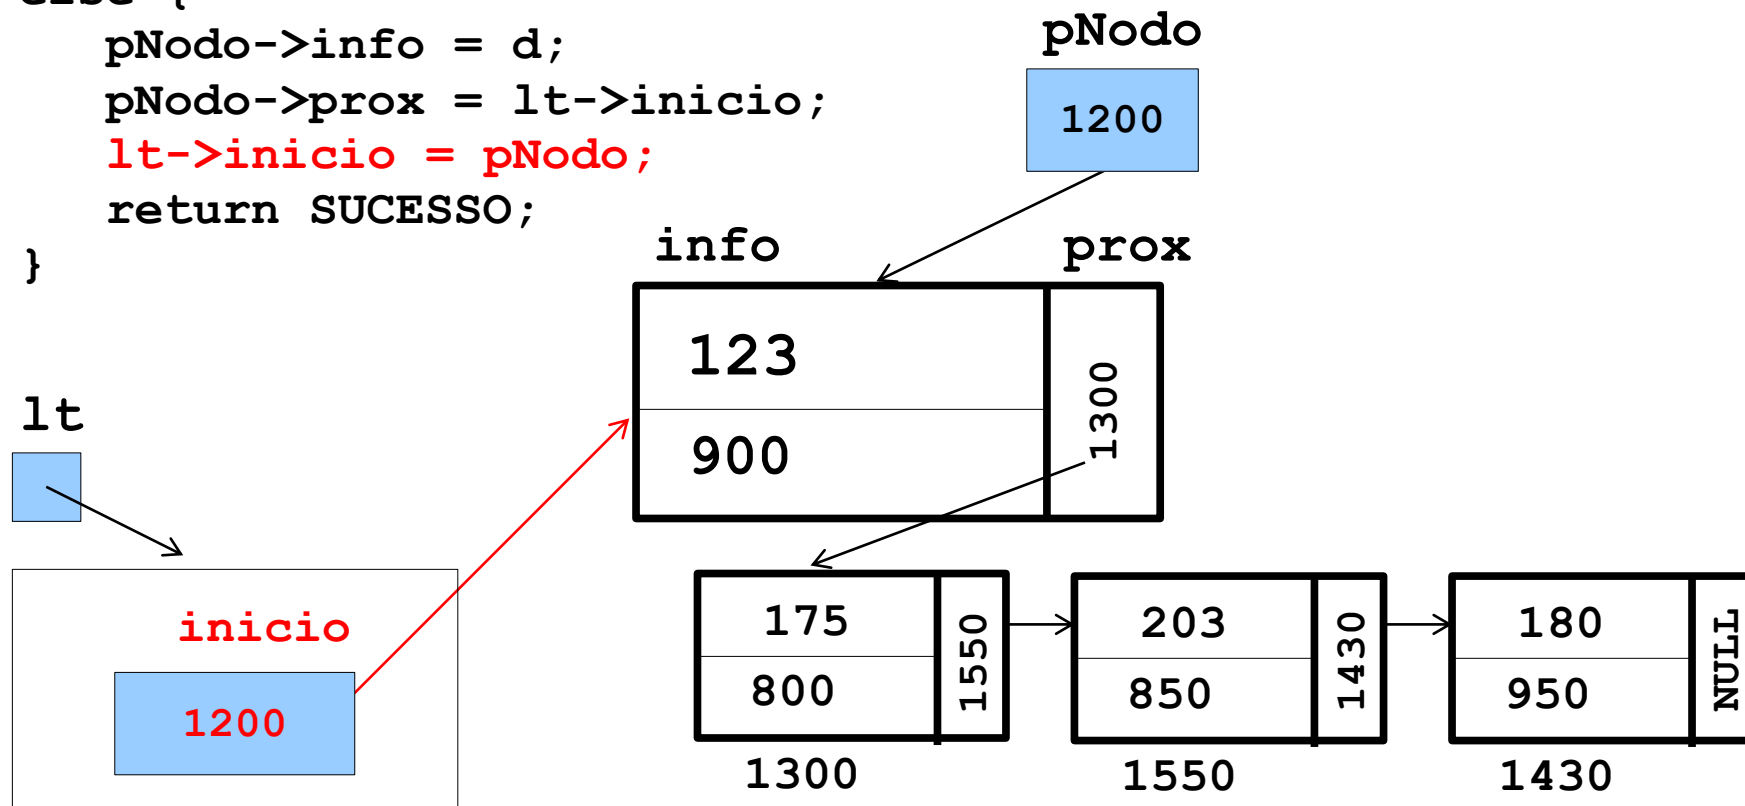 else {
pNodo->info = d;
pNodo->prox = lt->inicio;
lt->inicio = pNodo;
return SUCESSO;
}
pNodo
1200
info
prox
123
900
1300
lt
inicio
1200
175
800
1550
203
850
1430
180
950
NULL
1300
1550
1430